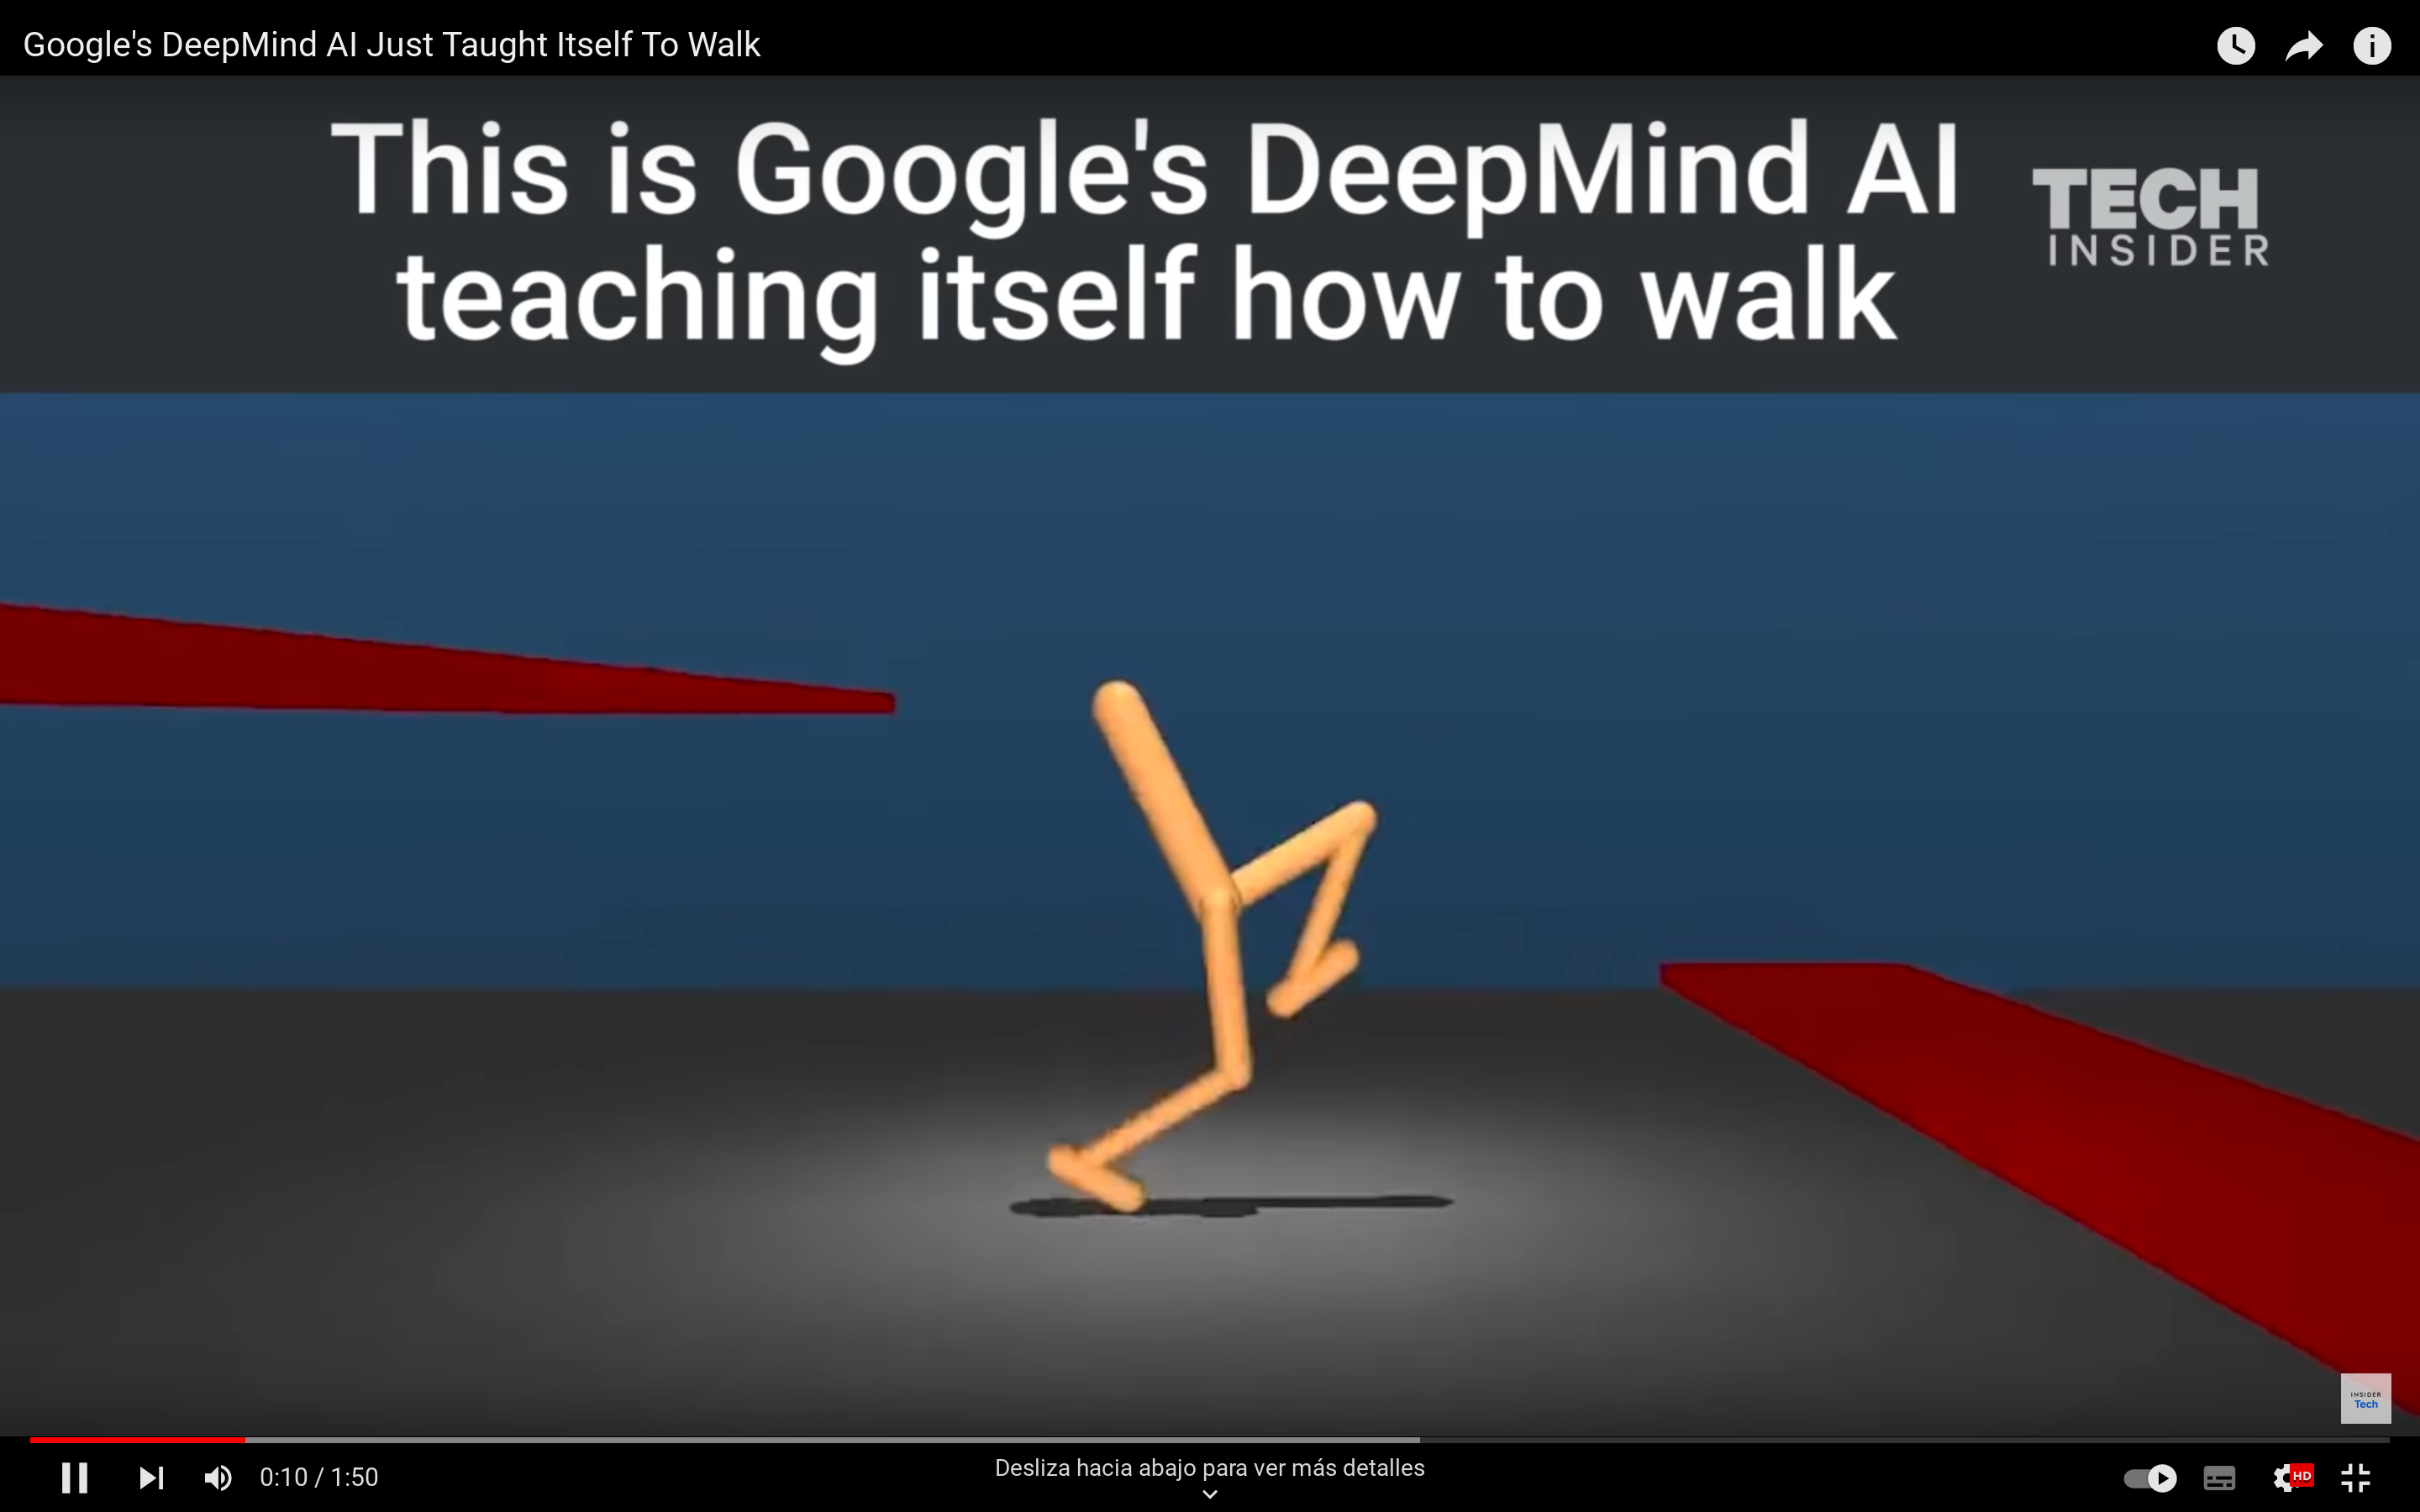 Google's DeepMind AI Just Taught Itself To Walk
This is Google's DeepMind AI
teaching itself how to walk
TECH
INSIDER
INSIDER
Tech
0:10 / 1:50
Desliza hacia abajo para ver más detalles
HD